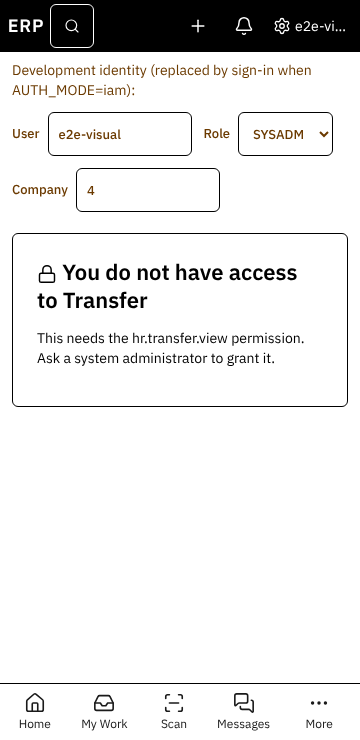 ERP
e2e-vi...
Development identity (replaced by sign-in when
AUTH_MODE=iam):
User e2e-visual Role SYSADM
Company 4
You do not have access
to Transfer
This needs the hr.transfer.view permission.
Ask a system administrator to grant it.
Home My Work Scan Messages More